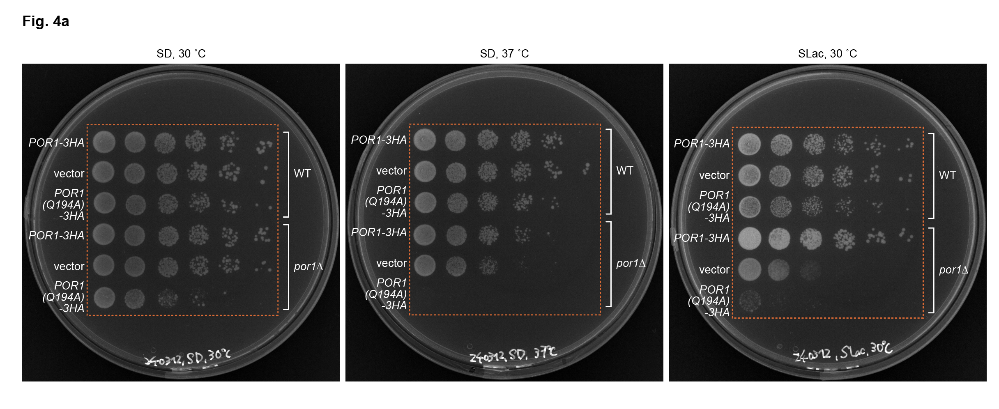 Fig. 4a
SD, 30 ˚C
POR1-3HA
vector
POR1
(Q194A)
-3HA
WT
POR1-3HA
vector
POR1
(Q194A)
-3HA
por1Δ
240312, SD, 30°C
SD, 37 ˚C
POR1-3HA
vector
POR1
(Q194A)
-3HA
WT
POR1-3HA
vector
POR1
(Q194A)
-3HA
por1Δ
240312, SD, 37°C
SLac, 30 ˚C
POR1-3HA
vector
POR1
(Q194A)
-3HA
WT
POR1-3HA
vector
POR1
(Q194A)
-3HA
por1Δ
240312, SLac, 30°C